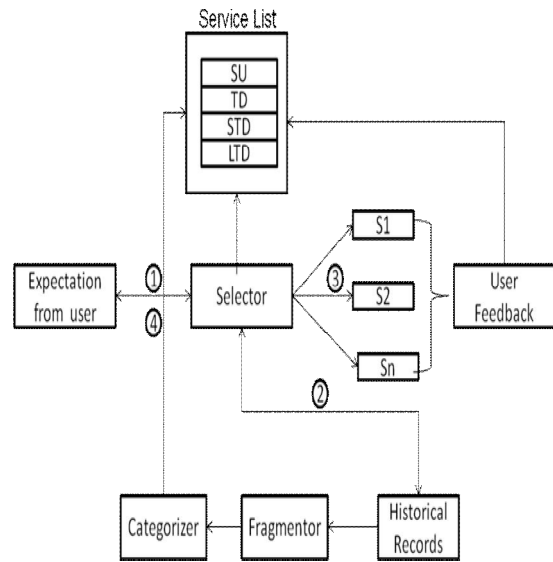 Service List
SU
TD
STD
LTD
S1
1
Expectation
from user
Selector
3
S2
User
Feedback
4
Sn
2
Categorizer
Fragmentor
Historical
Records